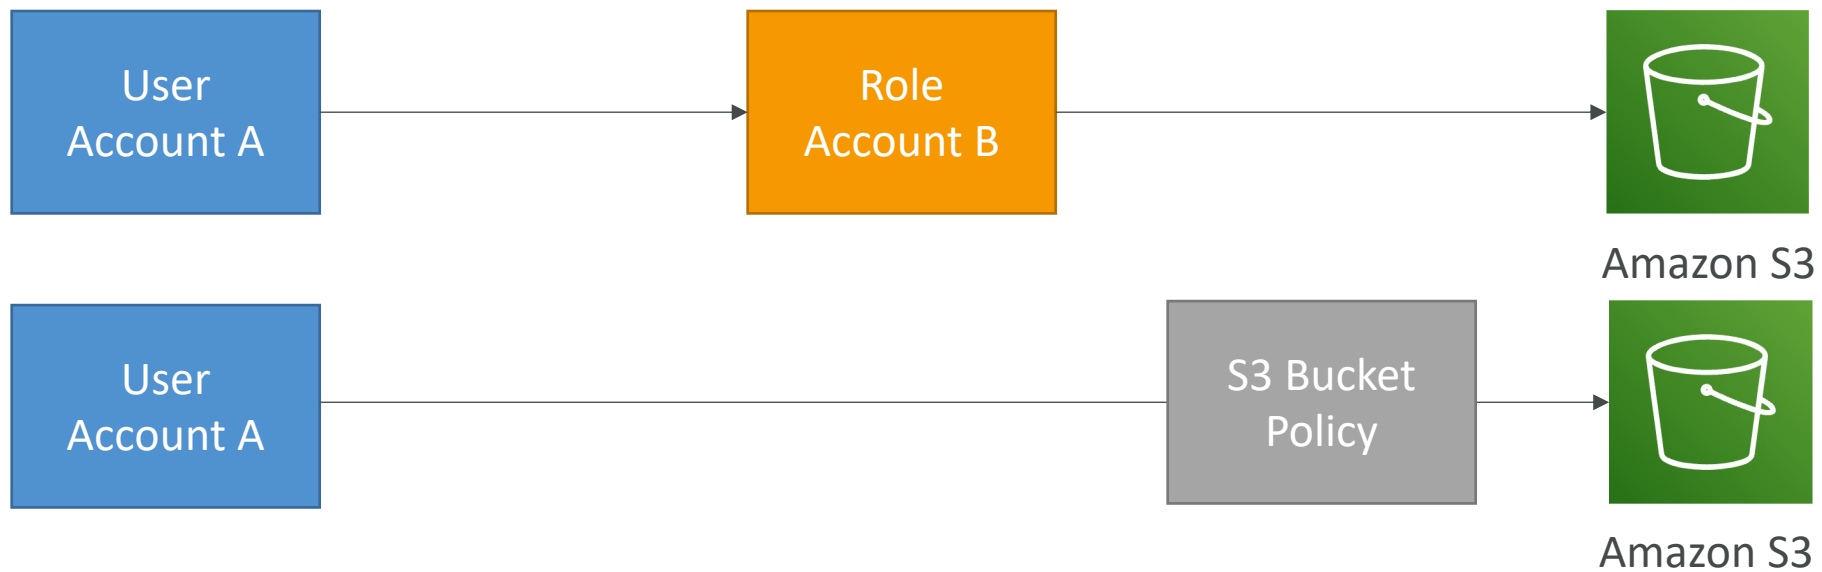 User
Account A
Role
Account B
Amazon S3
User
Account A
S3 Bucket
Policy
Amazon S3